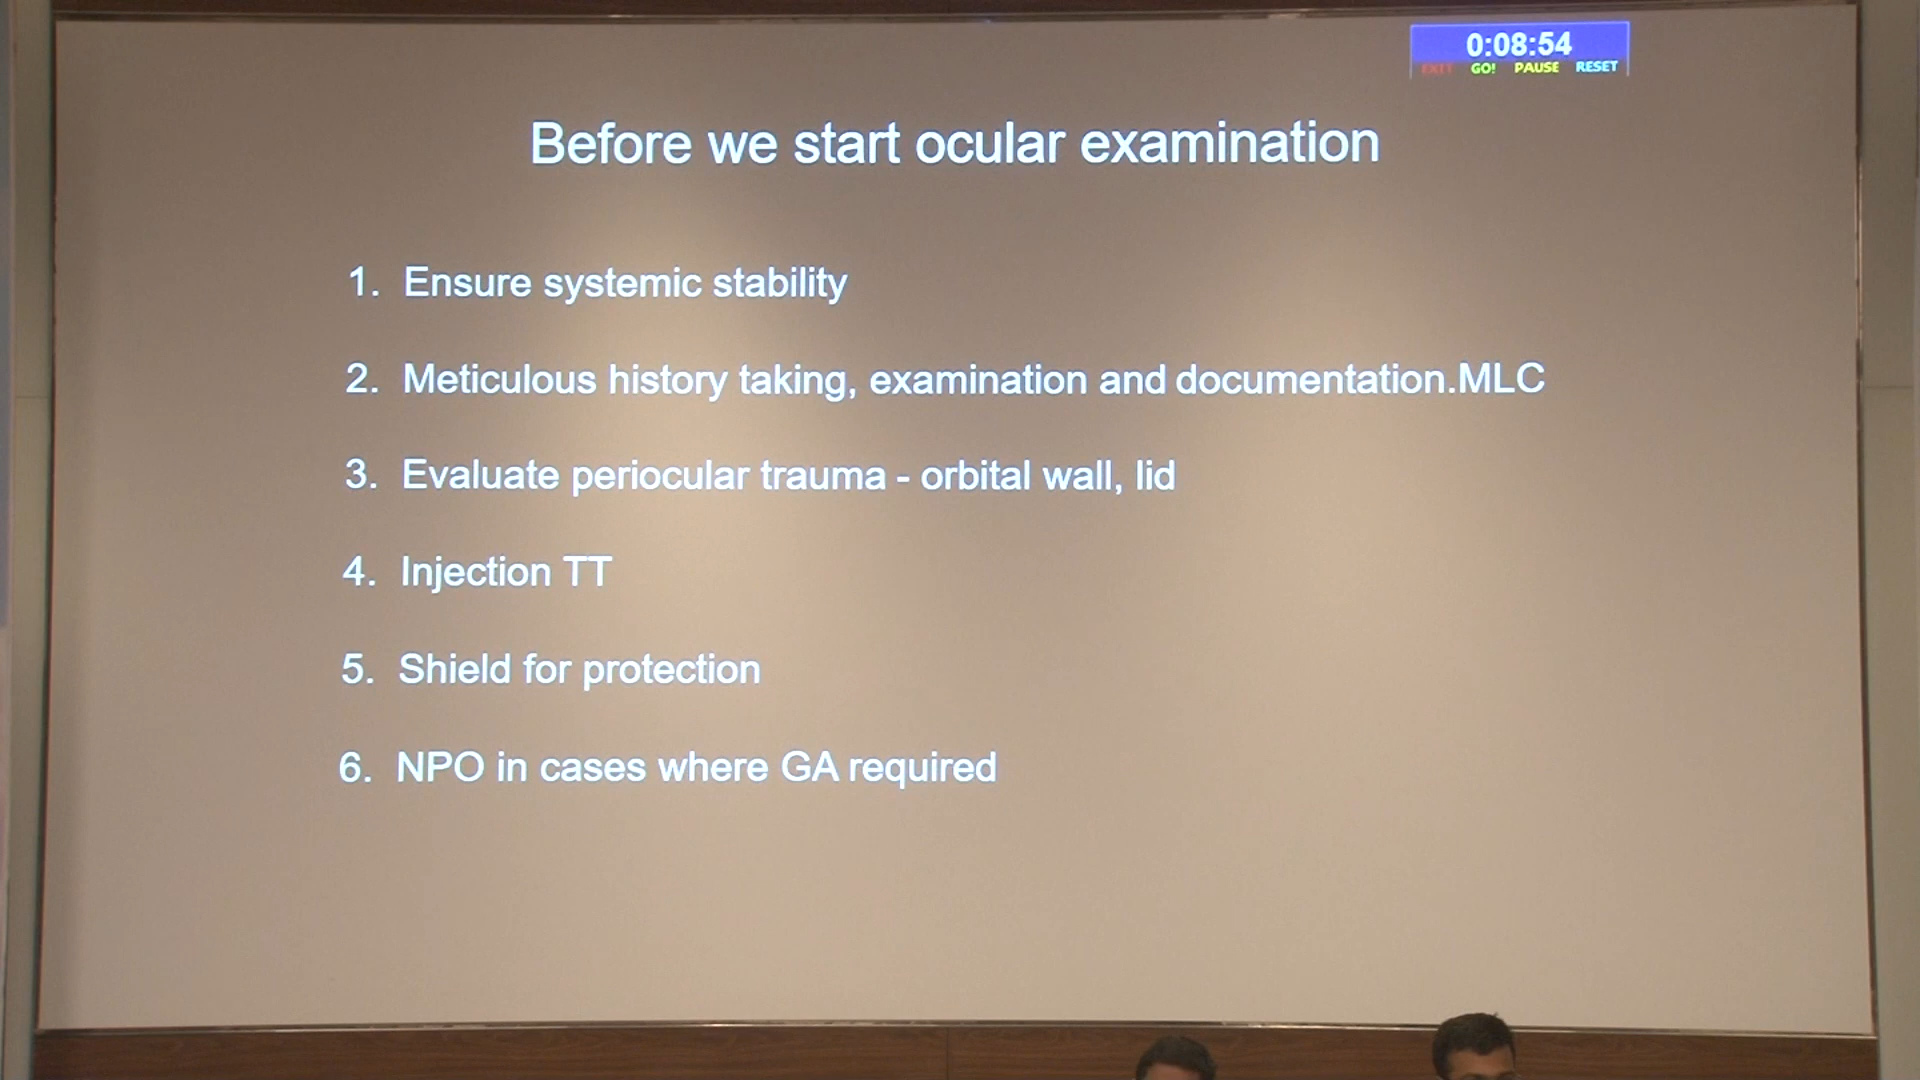 0:08:54
EXIT GO! PAUSE RESET
Before we start ocular examination
1. Ensure systemic stability
2. Meticulous history taking, examination and documentation.MLC
3. Evaluate periocular trauma - orbital wall, lid
4. Injection TT
5. Shield for protection
6. NPO in cases where GA required